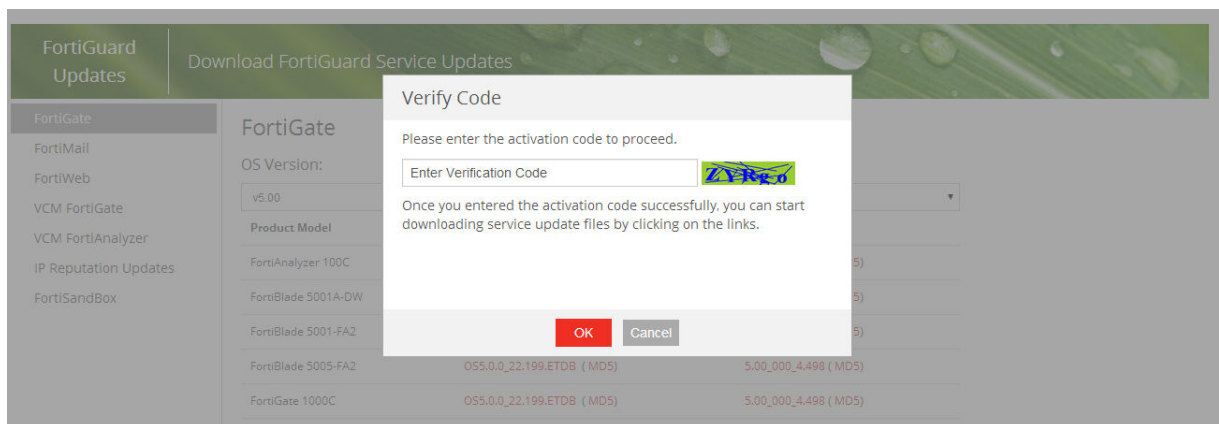 FortiGuard
Updates
Download FortiGuard Service Updates
FortiGate
FortiMail
FortiWeb
VCM FortiGate
VCM FortiAnalyzer
IP Reputation Updates
FortiSandBox
FortiGate
OS Version:
v5.00
Product Model
FortiAnalyzer 100C
5)
FortiBlade 5001A-DW
5)
FortiBlade 5001-FA2
5)
FortiBlade 5005-FA2 OS5.0.0_22.199.ETDB ( MD5) 5.00_000_4.498 ( MD5)
FortiGate 1000C OS5.0.0_22.199.ETDB ( MD5) 5.00_000_4.498 ( MD5)
Verify Code
Please enter the activation code to proceed.
Enter Verification Code ZYRgo
Once you entered the activation code successfully, you can start
downloading service update files by clicking on the links.
OK Cancel